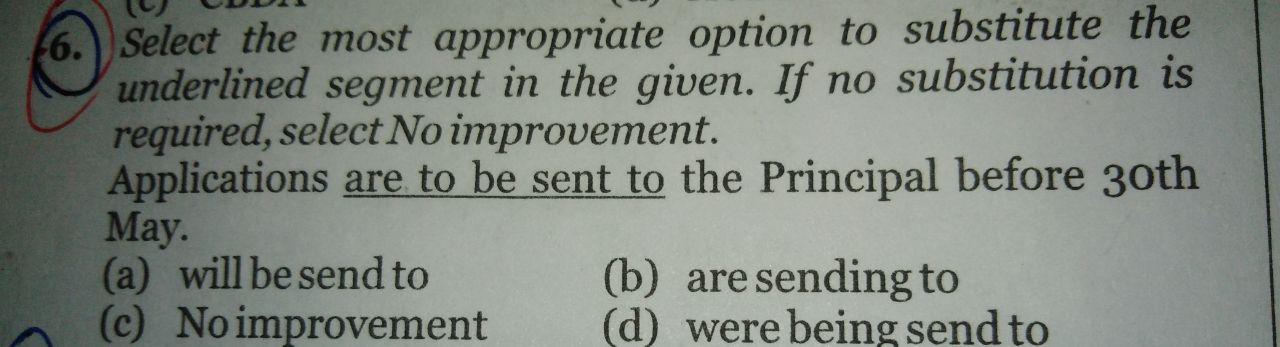 6. Select the most appropriate option to substitute the
underlined segment in the given. If no substitution is
required, select No improvement.
Applications are to be sent to the Principal before 30th
May.
(a) will be send to (b) are sending to
(c) No improvement (d) were being send to